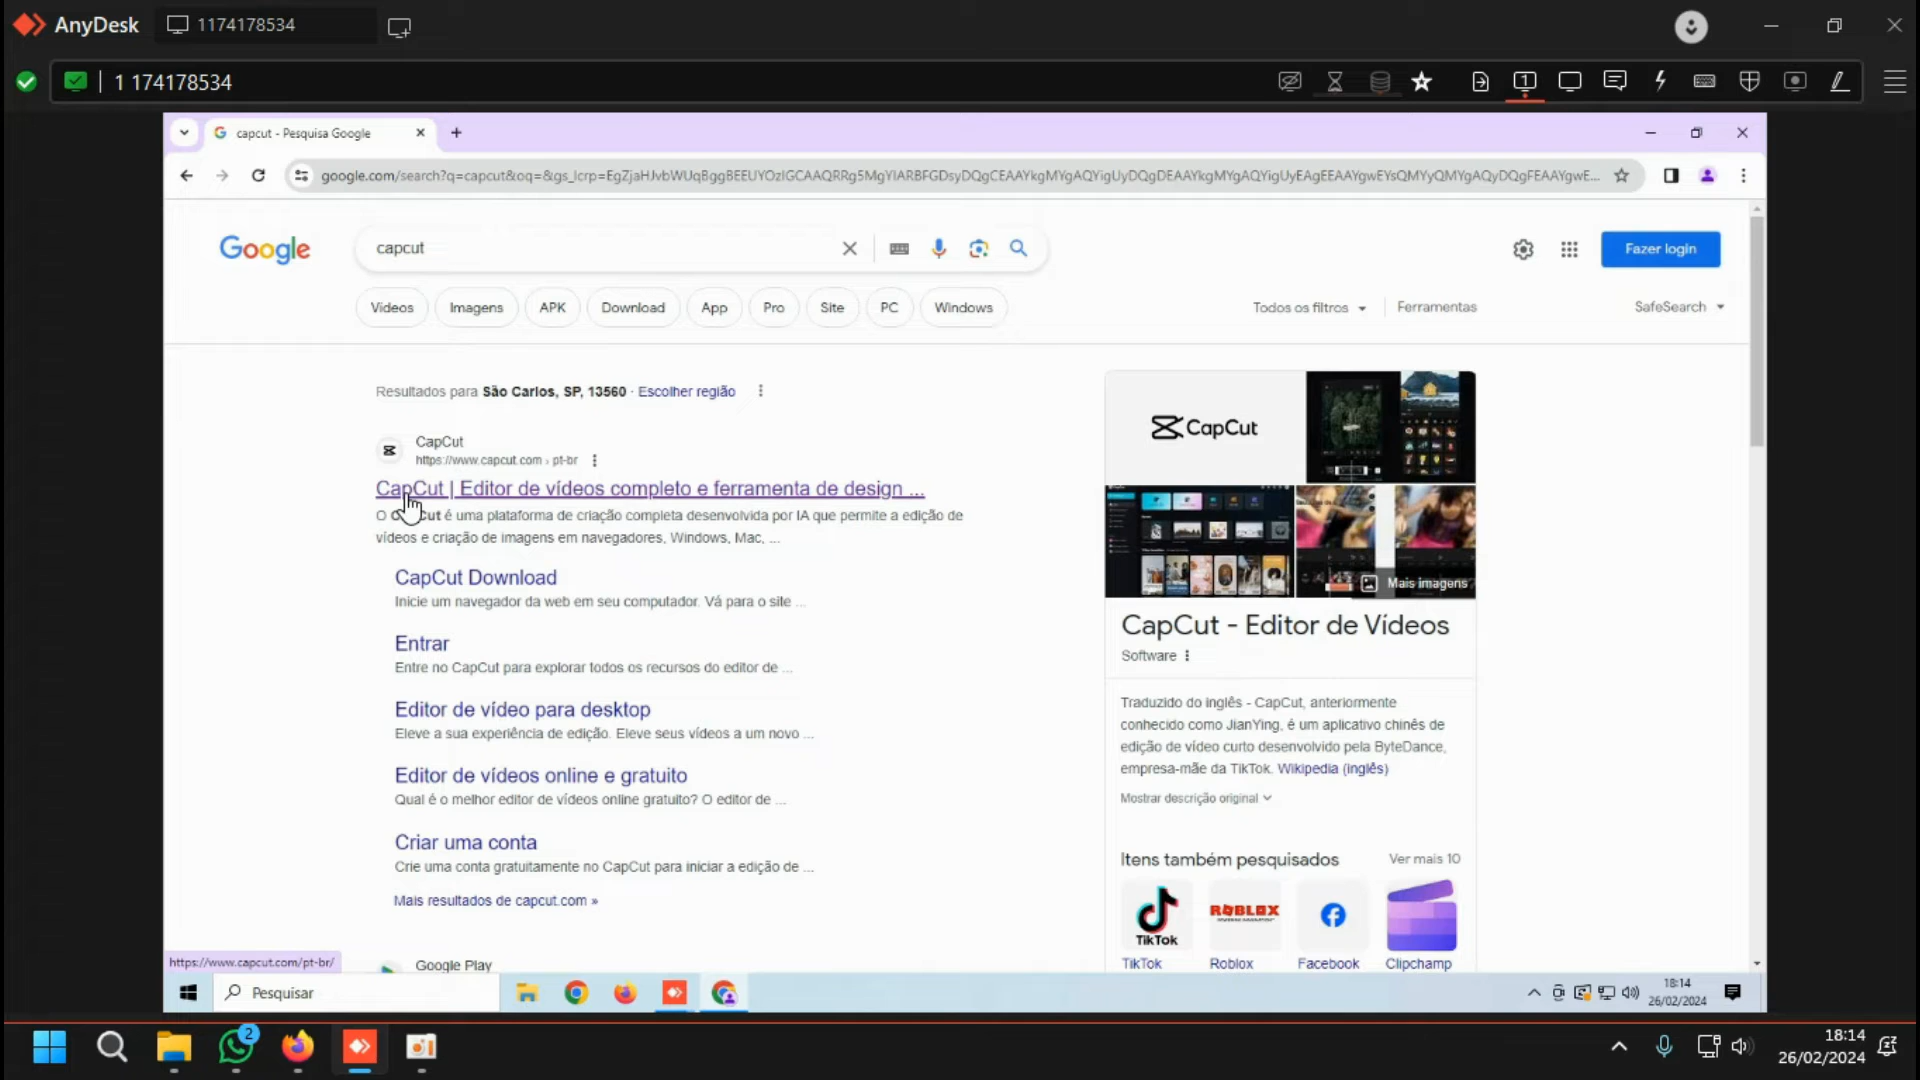 AnyDesk
1174178534
1 174178534
capcut - Pesquisa Google
google.com/search?q=capcut&oq=&gs_lcrp=
Google
capcut
Fazer login
Vídeos
Imagens
APK
Download
App
Pro
Site
PC
Windows
Todos os filtros
Ferramentas
SafeSearch
Resultados para São Carlos, SP, 13560 · Escolher região
CapCut
https://www.capcut.com › pt-br
CapCut | Editor de vídeos completo e ferramenta de design ...
O CapCut é uma plataforma de criação completa desenvolvida por IA que permite a edição de
vídeos e criação de imagens em navegadores, Windows, Mac, ...
CapCut Download
Inicie um navegador da web em seu computador. Vá para o site ...
Entrar
Entre no CapCut para explorar todos os recursos do editor de ...
Editor de vídeo para desktop
Eleve a sua experiência de edição. Eleve seus vídeos a um novo ...
Editor de vídeos online e gratuito
Qual é o melhor editor de vídeos online gratuito? O editor de ...
Criar uma conta
Crie uma conta gratuitamente no CapCut para iniciar a edição de ...
Mais resultados de capcut.com »
Google Play
https://www.capcut.com/pt-br/
CapCut
Mais imagens
CapCut - Editor de Vídeos
Software
Traduzido do inglês - CapCut, anteriormente
conhecido como JianYing, é um aplicativo chinês de
edição de vídeo curto desenvolvido pela ByteDance,
empresa-mãe da TikTok. Wikipedia (inglês)
Mostrar descrição original
Itens também pesquisados
Ver mais 10
TikTok
ROBLOX
TikTok
Roblox
Facebook
Clipchamp
Pesquisar
18:14
26/02/2024
2
18:14
26/02/2024